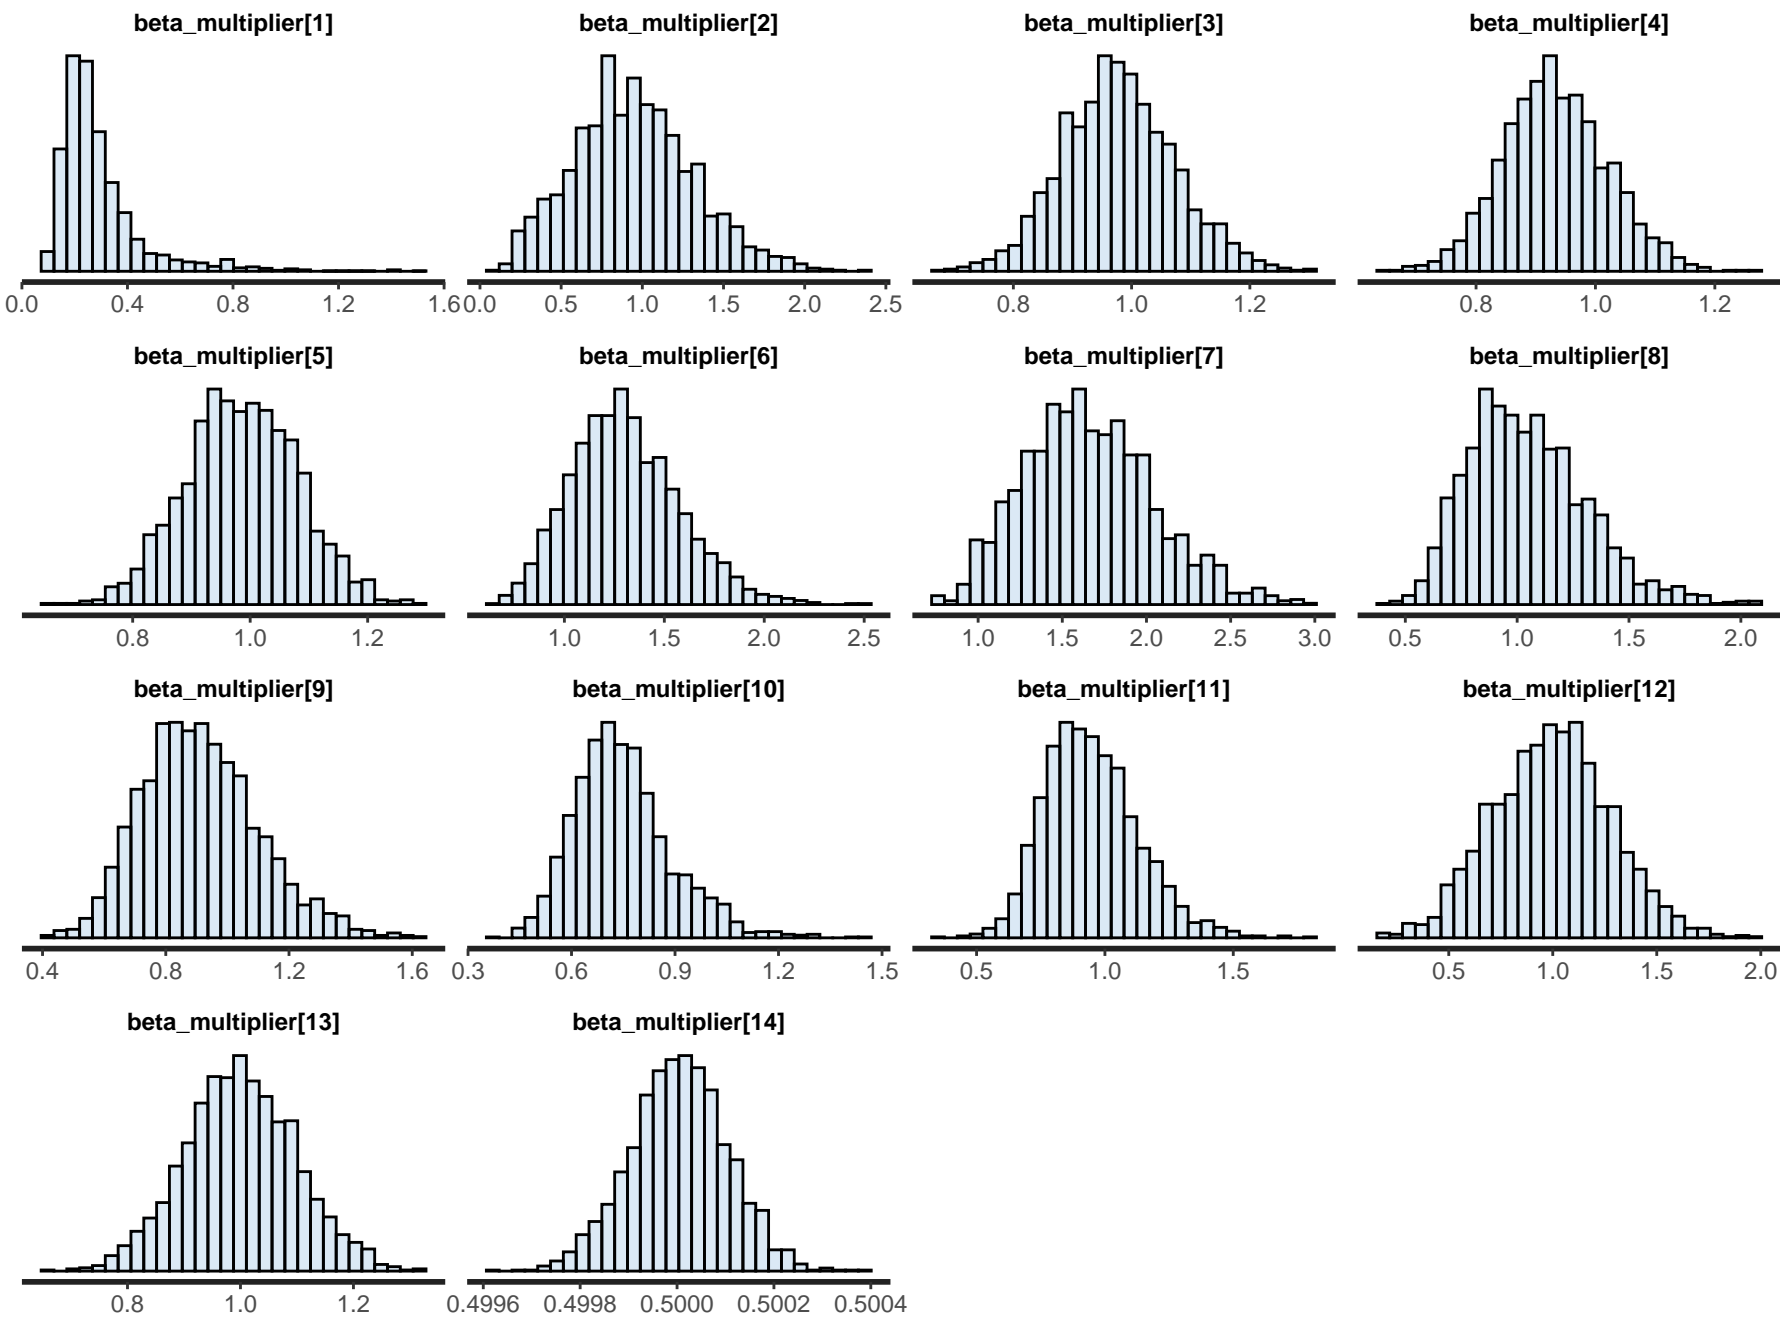 beta_multiplier[1] beta_multiplier[2] beta_multiplier[3] beta_multiplier[4]
0.0 0.4 0.8 1.2 1.6 0.0 0.5 1.0 1.5 2.0 2.5 0.8 1.0 1.2 0.8 1.0 1.2
beta_multiplier[5] beta_multiplier[6] beta_multiplier[7] beta_multiplier[8]
0.8 1.0 1.2 1.0 1.5 2.0 2.5 1.0 1.5 2.0 2.5 3.0 0.5 1.0 1.5 2.0
beta_multiplier[9] beta_multiplier[10] beta_multiplier[11] beta_multiplier[12]
0.4 0.8 1.2 1.6 0.3 0.6 0.9 1.2 1.5 0.5 1.0 1.5 0.5 1.0 1.5 2.0
beta_multiplier[13] beta_multiplier[14]
0.8 1.0 1.2 0.4996 0.4998 0.5000 0.5002 0.5004